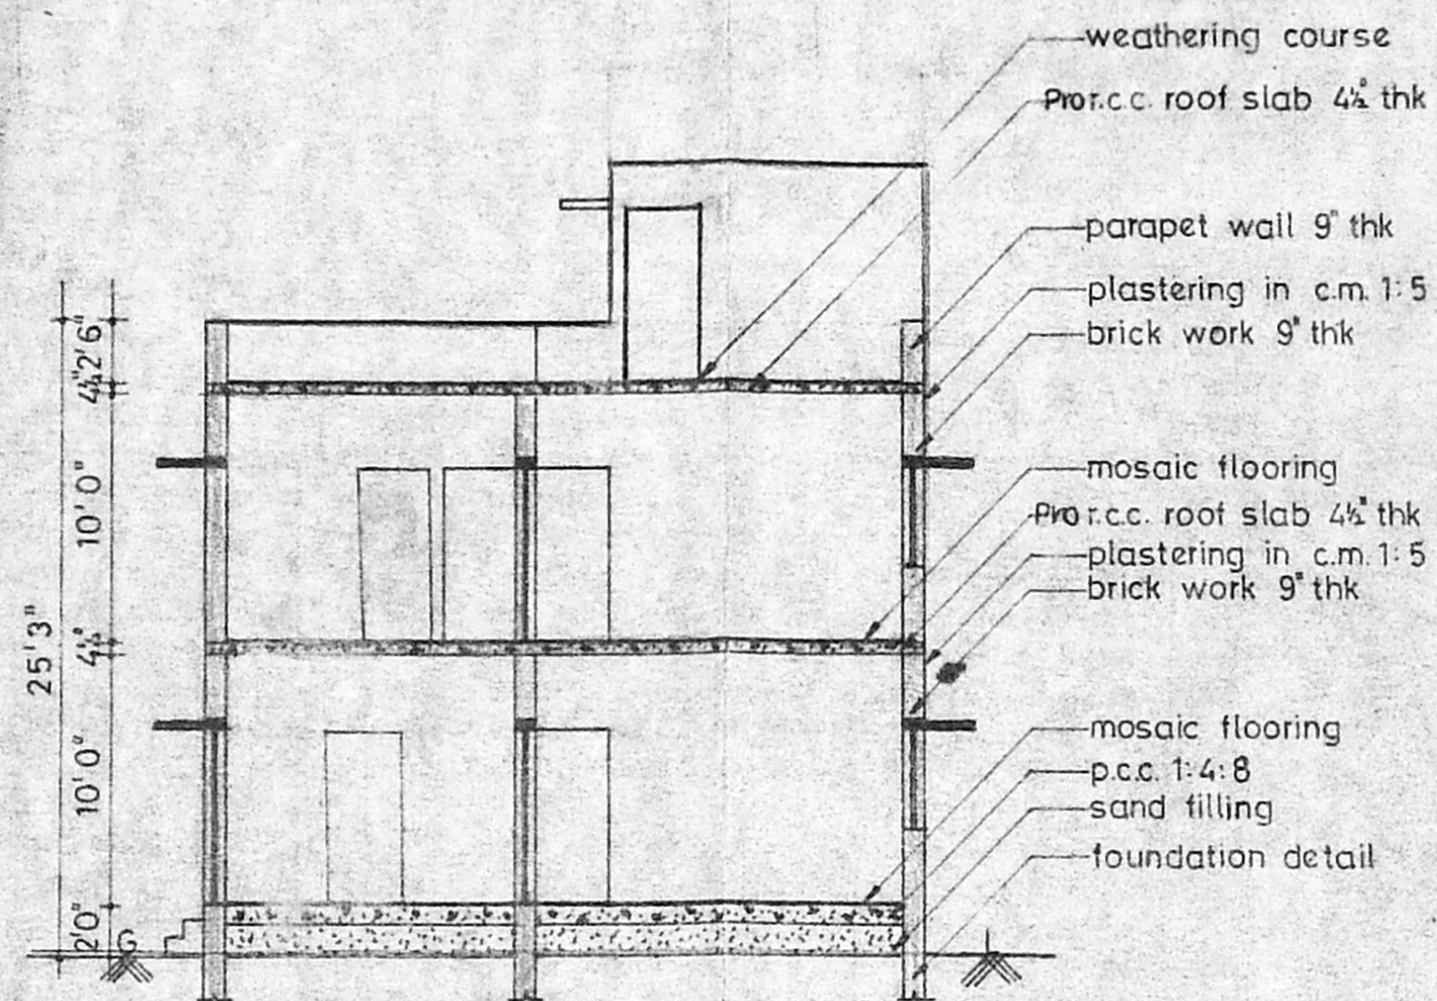 weathering course
Pro r.c.c. roof slab 4½" thk
parapet wall 9" thk
plastering in c.m. 1:5
brick work 9" thk
mosaic flooring
Pro r.c.c. roof slab 4½" thk
plastering in c.m. 1:5
brick work 9" thk
mosaic flooring
p.c.c. 1:4:8
sand filling
foundation detail
2'6"
4½"
10'0"
4½"
10'0"
2'0"
25'3"
G